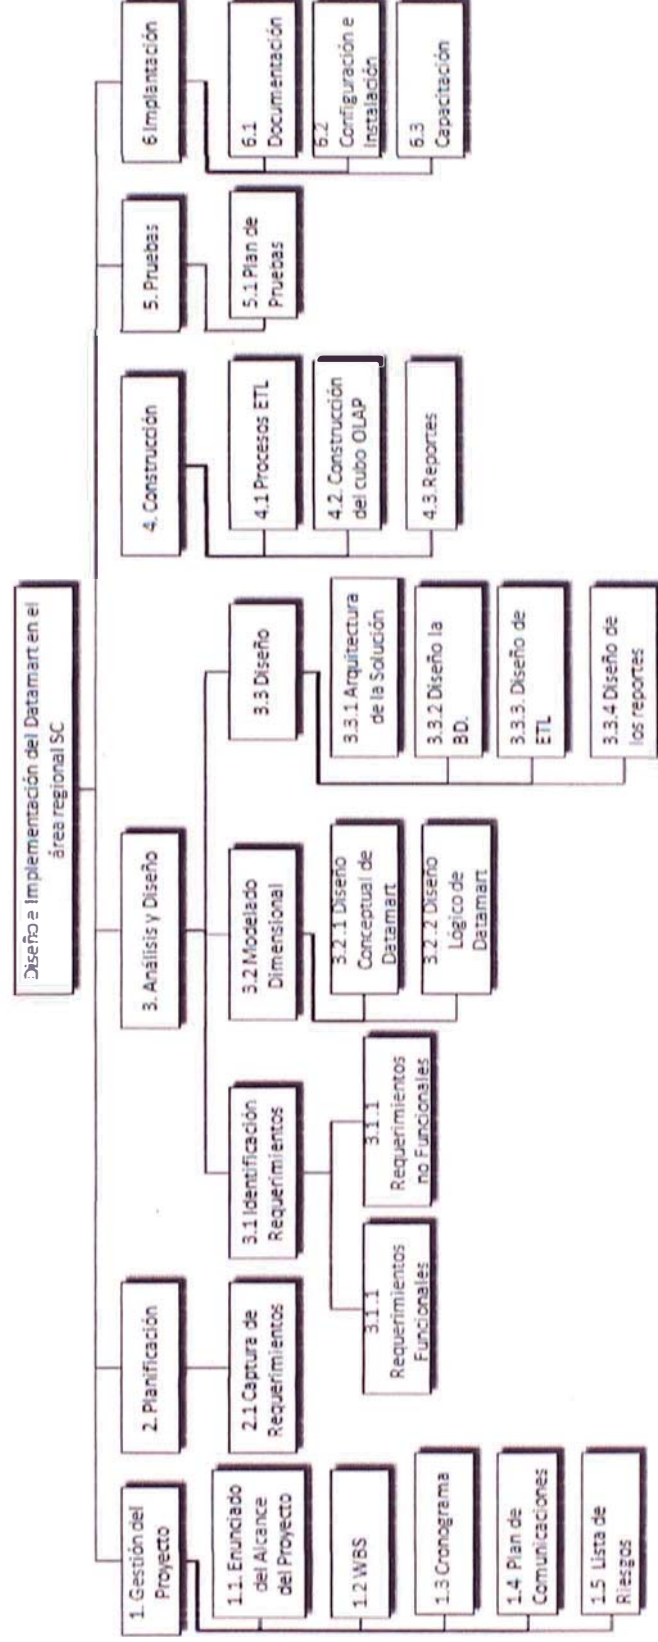 Diseño e Implementación del Datamart en el
área regional SC
1. Gestión del
Proyecto
1.1. Enunciado
del Alcance
del Proyecto
1.2 WBS
1.3 Cronograma
1.4 Plan de
Comunicaciones
1.5 Lista de
Riesgos
2. Planificación
2.1 Captura de
Requerimientos
3. Análisis y Diseño
3.1 Identificación
Requerimientos
3.1.1
Requerimientos
Funcionales
3.1.1
Requerimientos
no Funcionales
3.2 Modelado
Dimensional
3.2.1 Diseño
Conceptual de
Datamart
3.2.2 Diseño
Lógico de
Datamart
3.3 Diseño
3.3.1 Arquitectura
de la Solución
3.3.2 Diseño la
BD.
3.3.3. Diseño de
ETL
3.3.4 Diseño de
los reportes
4. Construcción
4.1 Procesos ETL
4.2. Construcción
del cubo OLAP
4.3. Reportes
5. Pruebas
5.1 Plan de
Pruebas
6 Implantación
6.1
Documentación
6.2
Configuración e
Instalación
6.3
Capacitación